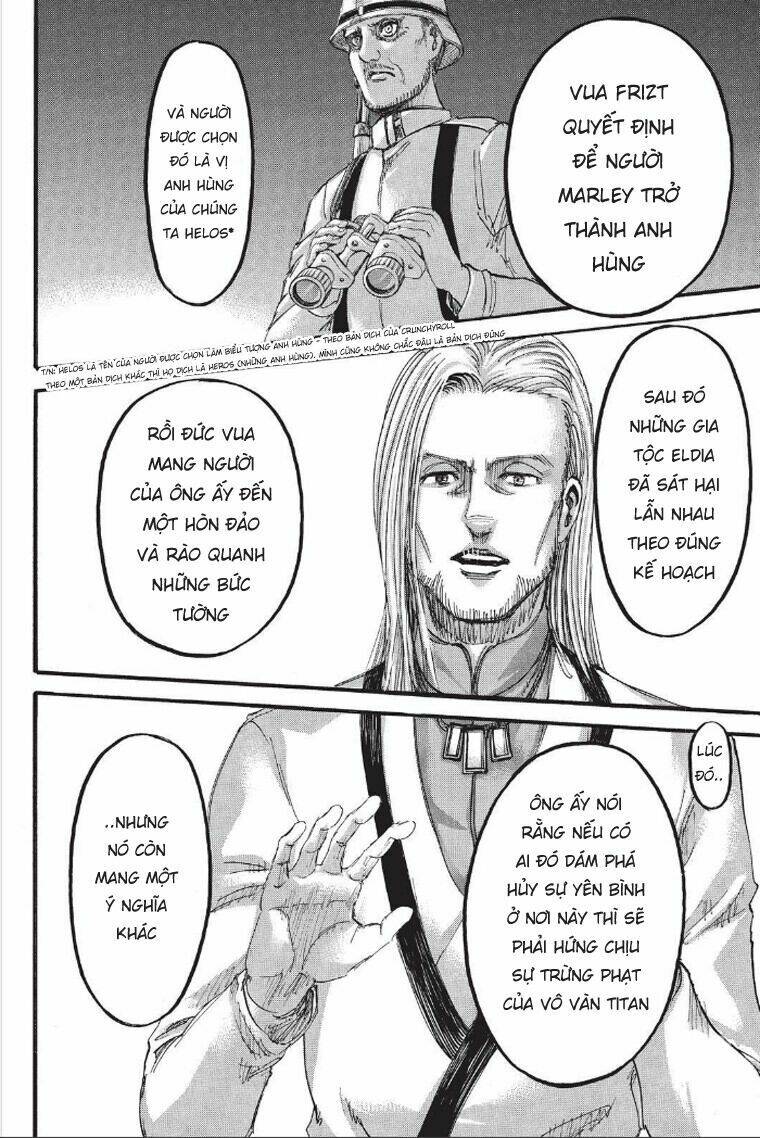 VUA FRIZT
QUYẾT ĐỊNH
ĐỂ NGƯỜI
MARLEY TRỞ
THÀNH ANH
HÙNG
VÀ NGƯỜI
ĐƯỢC CHỌN
ĐÓ LÀ VỊ
ANH HÙNG
CỦA CHÚNG
TA HELOS*
T/N: HELOS LÀ TÊN CỦA NGƯỜI ĐƯỢC CHỌN LÀM BIỂU TƯỢNG ANH HÙNG - THEO BẢN DỊCH CỦA CRUNCHYROLL
THEO MỘT BẢN DỊCH KHÁC THÌ HỌ DỊCH LÀ HEROS (NHỮNG ANH HÙNG). MÌNH CŨNG KHÔNG CHẮC ĐÂU LÀ BẢN DỊCH ĐÚNG
SAU ĐÓ
NHỮNG GIA
TỘC ELDIA
ĐÃ SÁT HẠI
LẪN NHAU
THEO ĐÚNG
KẾ HOẠCH
RỒI ĐỨC VUA
MANG NGƯỜI
CỦA ÔNG ẤY ĐẾN
MỘT HÒN ĐẢO
VÀ RÀO QUANH
NHỮNG BỨC
TƯỜNG
LÚC
ĐÓ..
ÔNG ẤY NÓI
RẰNG NẾU CÓ
AI ĐÓ DÁM PHÁ
HỦY SỰ YÊN BÌNH
Ở NƠI NÀY THÌ SẼ
PHẢI HỨNG CHỊU
SỰ TRỪNG PHẠT
CỦA VÔ VÀN TITAN
..NHƯNG
NÓ CÒN
MANG MỘT
Ý NGHĨA
KHÁC